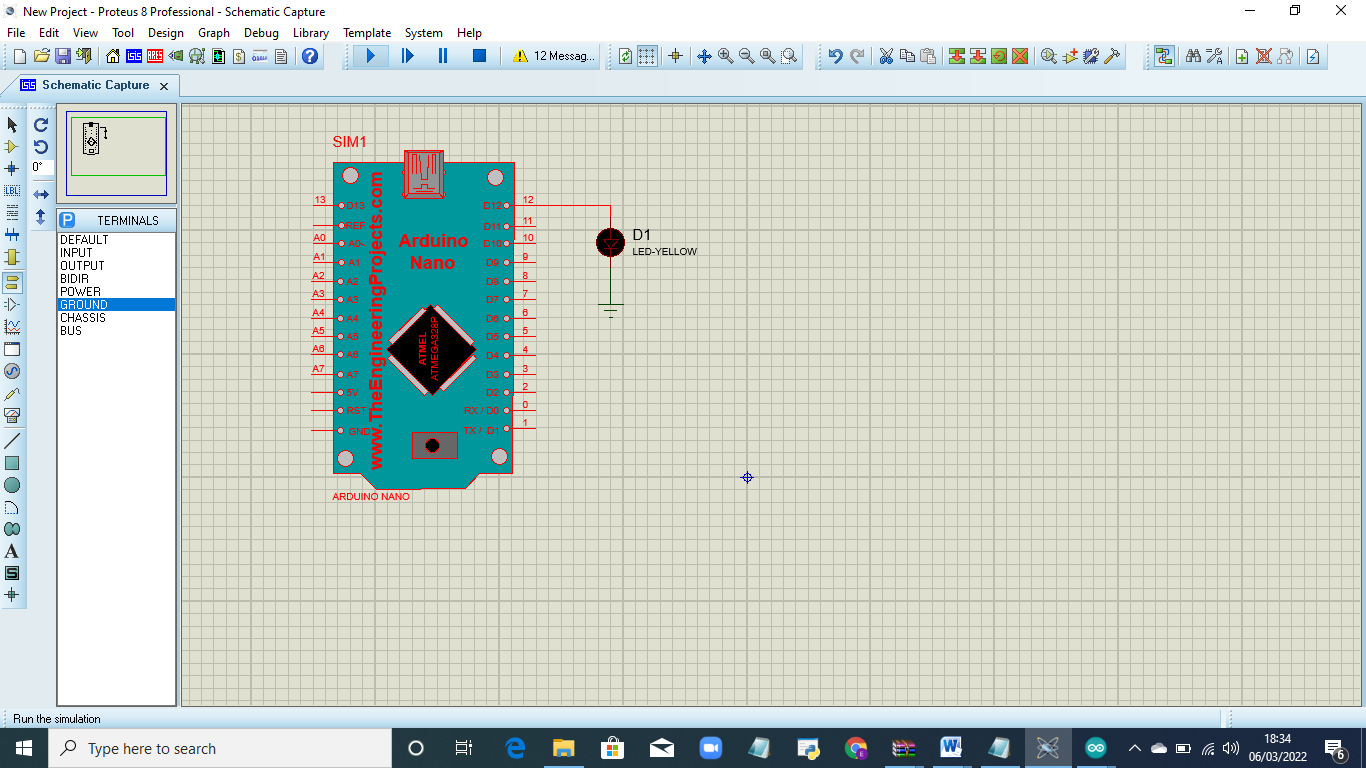 New Project - Proteus 8 Professional - Schematic Capture
File Edit View Tool Design Graph Debug Library Template System Help
12 Messag...
Schematic Capture
0°
TERMINALS
DEFAULT
INPUT
OUTPUT
BIDIR
POWER
GROUND
CHASSIS
BUS
LBL
A
S
SIM1
13 D13 D12 12
REF D11 11
A0 A0 D10 10
A1 A1 D9 9
A2 A2 D8 8
A3 A3 D7 7
A4 A4 D6 6
A5 A5 D5 5
A6 A6 D4 4
A7 A7 D3 3
5V D2 2
RST RX / D0 0
GND TX / D1 1
www.TheEngineeringProjects.com
Arduino
Nano
ATMEL
ATMEGA328P
ARDUINO NANO
D1
LED-YELLOW
Run the simulation
Type here to search
18:34
06/03/2022
6